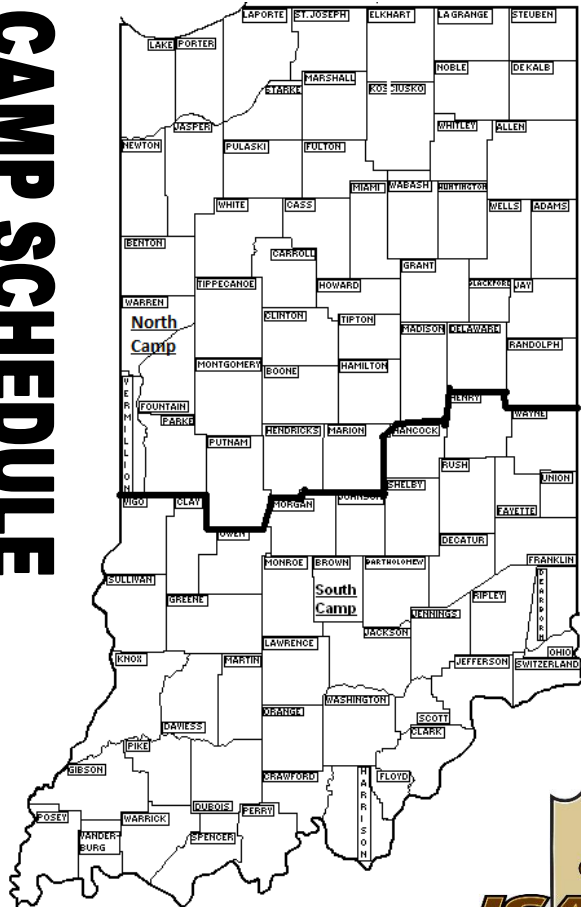 CAMP SCHEDULE
LAPORTE
ST.JOSEPH
ELKHART
LAGRANGE
STEUBEN
LAKE
PORTER
NOBLE
DEKALB
MARSHALL
STARKE
KOSCIUSKO
JASPER
WHITLEY
ALLEN
NEWTON
PULASKI
FULTON
MIAMI
WABASH
HUNTINGTON
WHITE
CASS
WELLS
ADAMS
BENTON
CARROLL
GRANT
TIPPECANOE
HOWARD
BLACKFORD
JAY
WARREN
CLINTON
TIPTON
North
Camp
MADISON
DELAWARE
RANDOLPH
MONTGOMERY
BOONE
HAMILTON
VERMILLION
FOUNTAIN
PARKE
HENRY
WAYNE
PUTNAM
HENDRICKS
MARION
HANCOCK
RUSH
UNION
SHELBY
VIGO
CLAY
MORGAN
JOHNSON
FAYETTE
OWEN
DECATUR
MONROE
BROWN
BARTHOLOMEW
FRANKLIN
SULLIVAN
South
Camp
DEARBORN
GREENE
RIPLEY
JENNINGS
JACKSON
LAWRENCE
OHIO
KNOX
MARTIN
JEFFERSON
SWITZERLAND
WASHINGTON
ORANGE
SCOTT
DAVIESS
CLARK
PIKE
GIBSON
CRAWFORD
HARRISON
FLOYD
DUBOIS
PERRY
POSEY
WARRICK
VANDER-
BURG
SPENCER